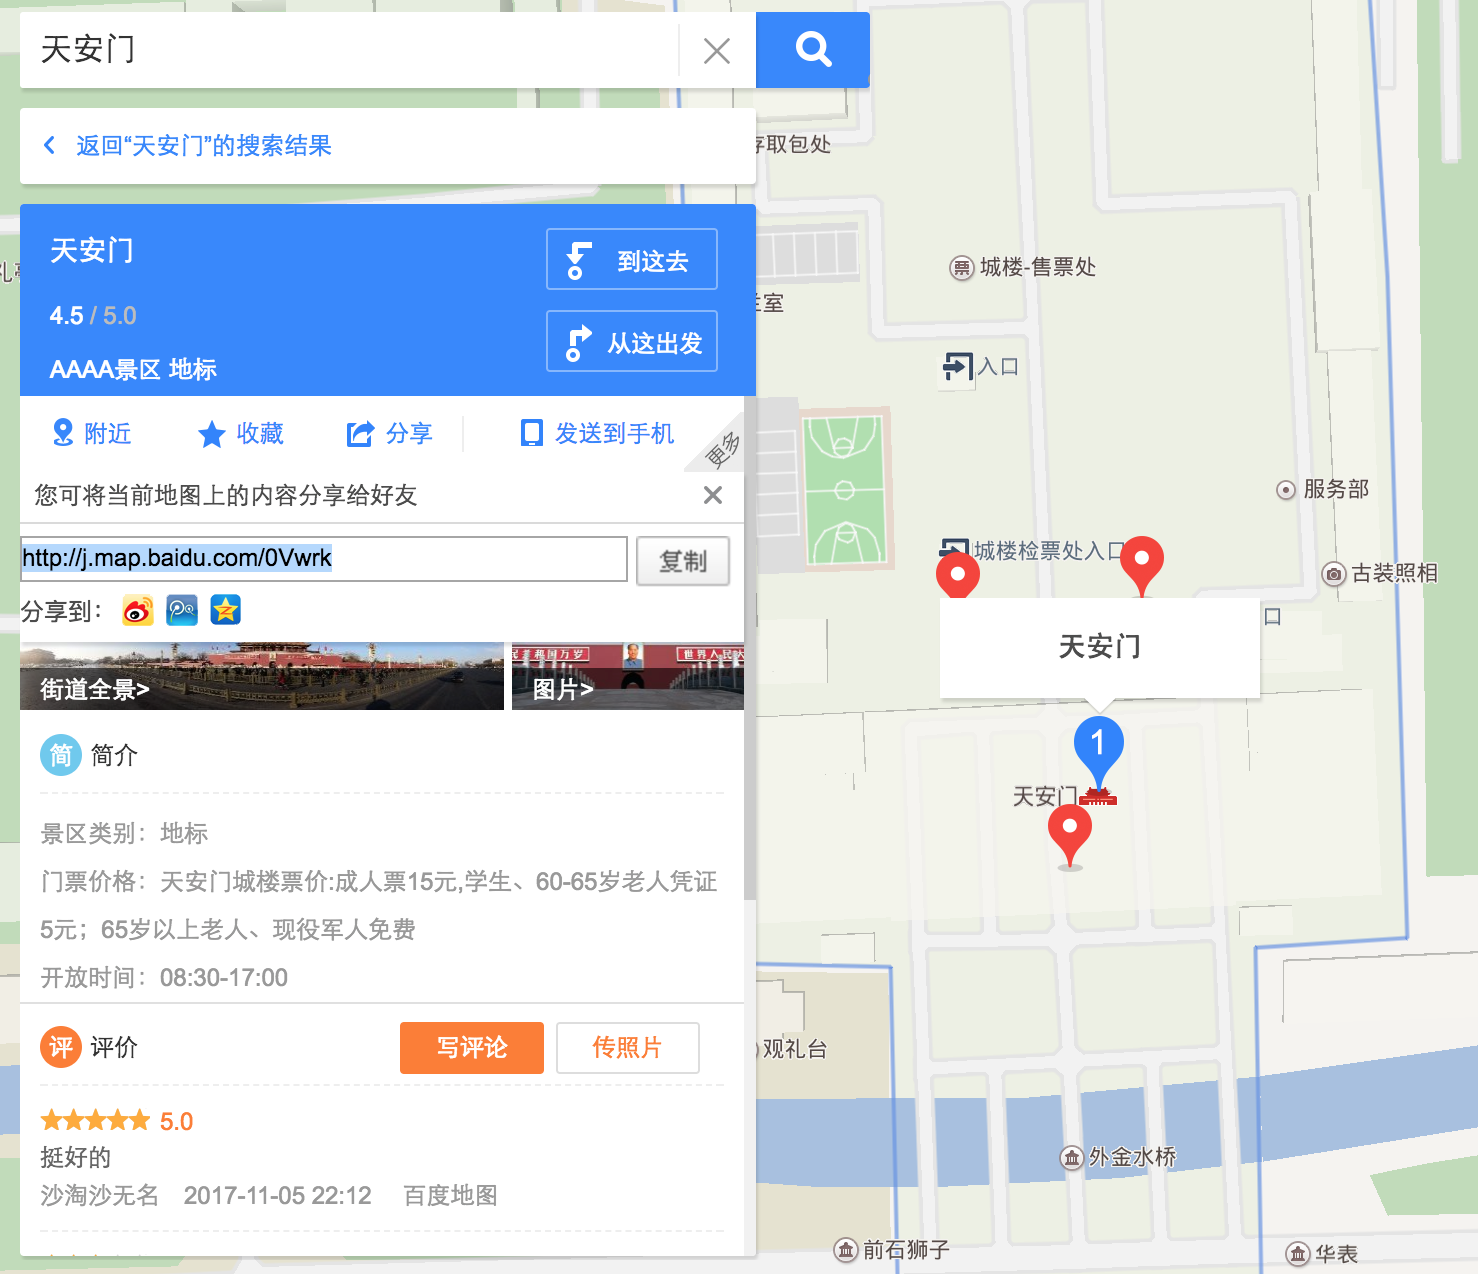 天安门
返回“天安门”的搜索结果
天安门
到这去
4.5 / 5.0
从这出发
AAAA景区 地标
附近
收藏
分享
发送到手机
更多
您可将当前地图上的内容分享给好友
http://j.map.baidu.com/0Vwrk
复制
分享到：
街道全景>
图片>
简 简介
景区类别：地标
门票价格：天安门城楼票价:成人票15元,学生、60-65岁老人凭证
5元；65岁以上老人、现役军人免费
开放时间：08:30-17:00
评 评价
写评论
传照片
5.0
挺好的
沙淘沙无名 2017-11-05 22:12 百度地图
存取包处
票 城楼-售票处
室
入口
服务部
城楼检票处入口
古装照相
口
天安门
1
天安门
观礼台
外金水桥
前石狮子
华表